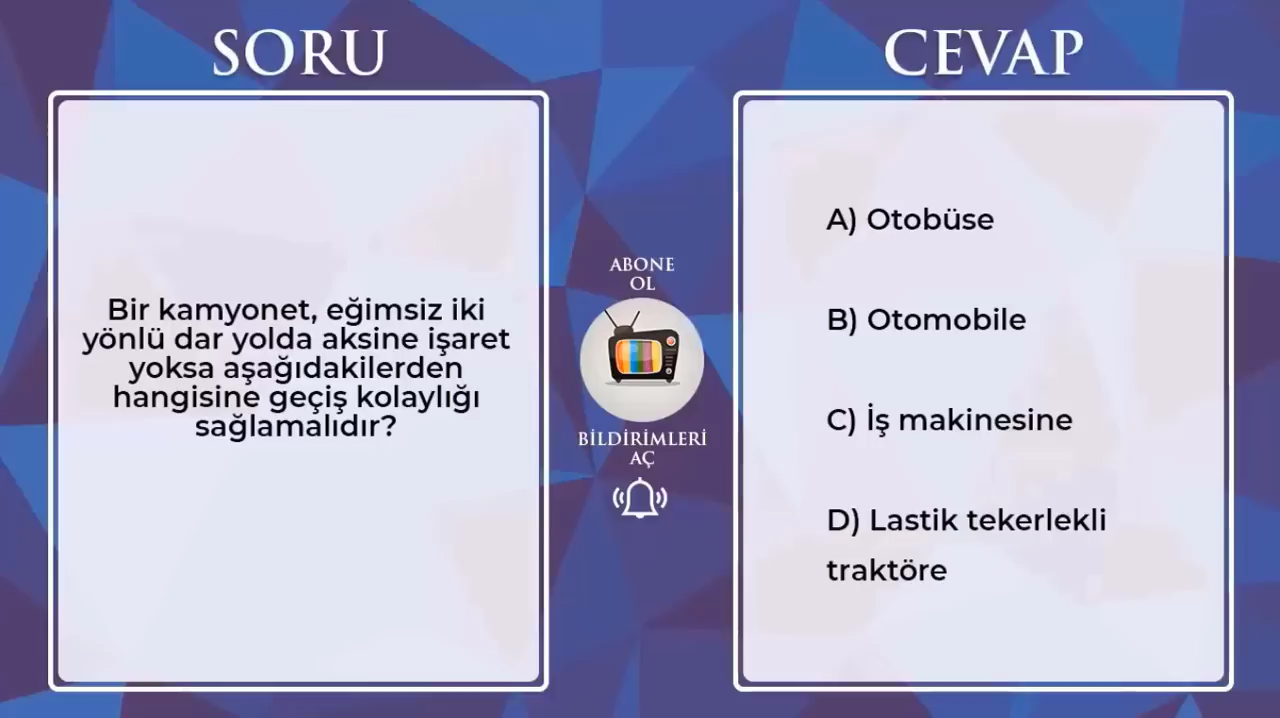 SORU
Bir kamyonet, eğimsiz iki
yönlü dar yolda aksine işaret
yoksa aşağıdakilerden
hangisine geçiş kolaylığı
sağlamalıdır?
ABONE
OL
BİLDİRİMLERİ
AÇ
CEVAP
A) Otobüse
B) Otomobile
C) İş makinesine
D) Lastik tekerlekli
traktöre